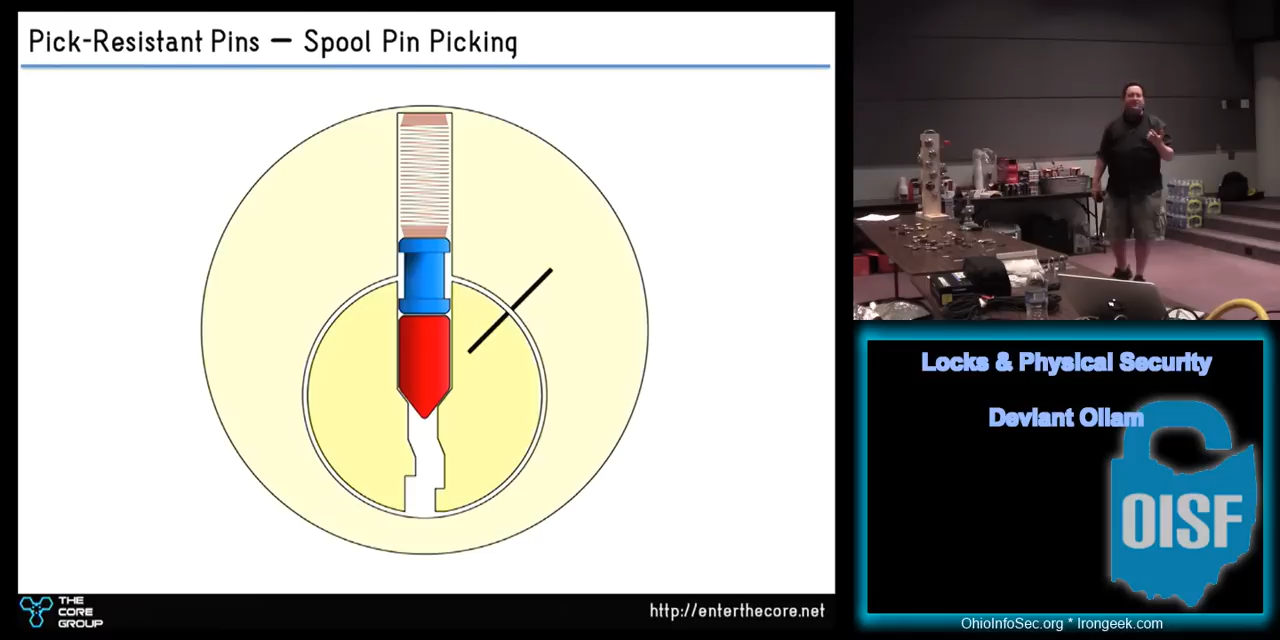 Pick-Resistant Pins — Spool Pin Picking
THE
CORE
GROUP
http://enterthecore.net
Locks & Physical Security
Deviant Ollam
OISF
OhioInfoSec.org * Irongeek.com